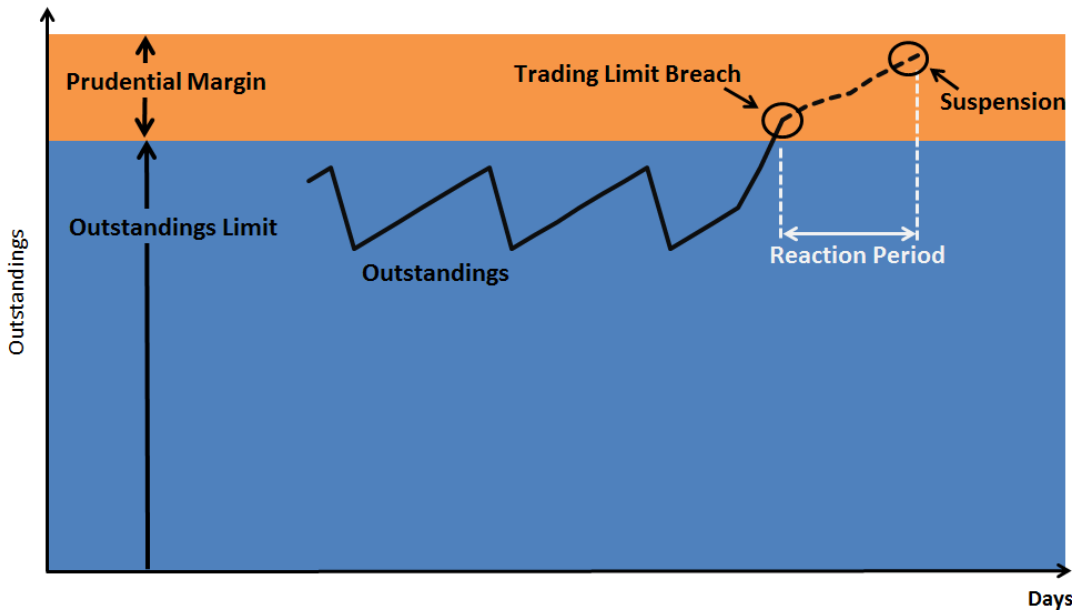 Prudential Margin
Trading Limit Breach
Suspension
Outstandings Limit
Outstandings
Reaction Period
Outstandings
Days